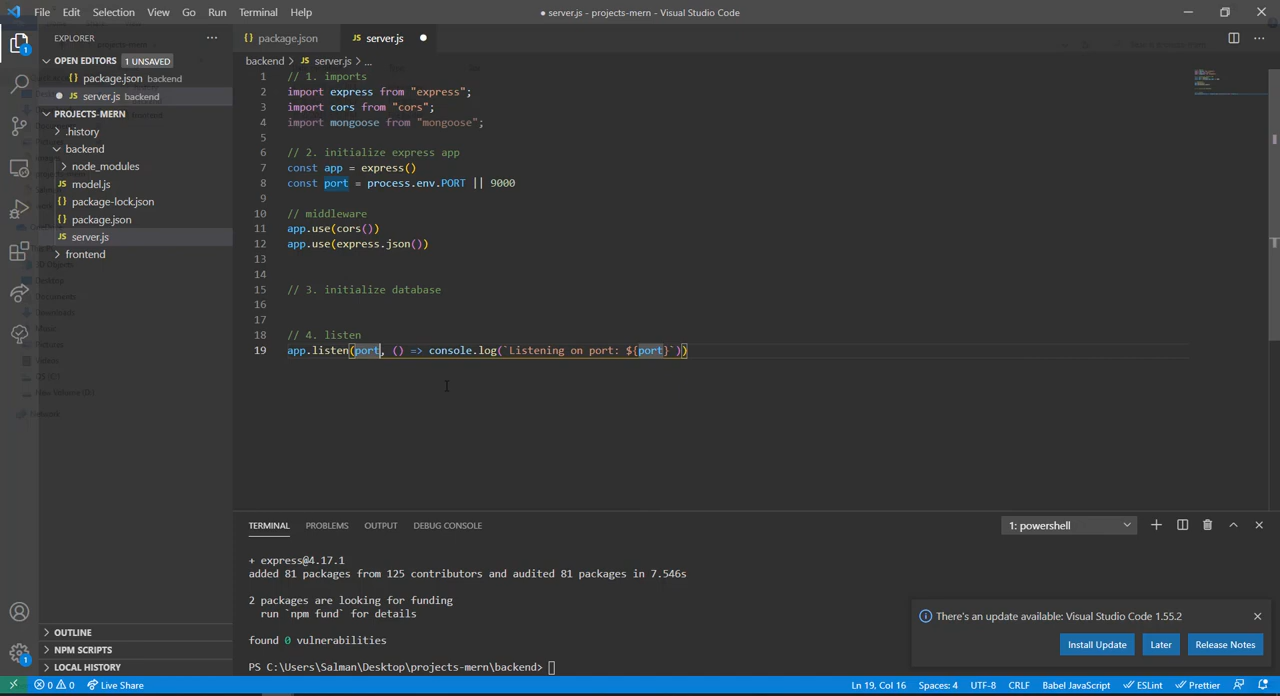 File Edit Selection View Go Run Terminal Help
● server.js - projects-mern - Visual Studio Code
EXPLORER ...
OPEN EDITORS 1 UNSAVED
{} package.json backend
● JS server.js backend
PROJECTS-MERN
.history
backend
node_modules
JS model.js
{} package-lock.json
{} package.json
JS server.js
frontend
OUTLINE
NPM SCRIPTS
LOCAL HISTORY
{} package.json
JS server.js ●
backend > JS server.js > ...
1 // 1. imports
2 import express from "express";
3 import cors from "cors";
4 import mongoose from "mongoose";
5
6 // 2. initialize express app
7 const app = express()
8 const port = process.env.PORT || 9000
9
10 // middleware
11 app.use(cors())
12 app.use(express.json())
13
14
15 // 3. initialize database
16
17
18 // 4. listen
19 app.listen(port, () => console.log(`Listening on port: ${port}`))
TERMINAL PROBLEMS OUTPUT DEBUG CONSOLE
1: powershell
+ express@4.17.1
added 81 packages from 125 contributors and audited 81 packages in 7.546s
2 packages are looking for funding
run `npm fund` for details
found 0 vulnerabilities
PS C:\Users\Salman\Desktop\projects-mern\backend>
There's an update available: Visual Studio Code 1.55.2
Install Update Later Release Notes
0 0 Live Share
Ln 19, Col 16 Spaces: 4 UTF-8 CRLF Babel JavaScript ESLint Prettier